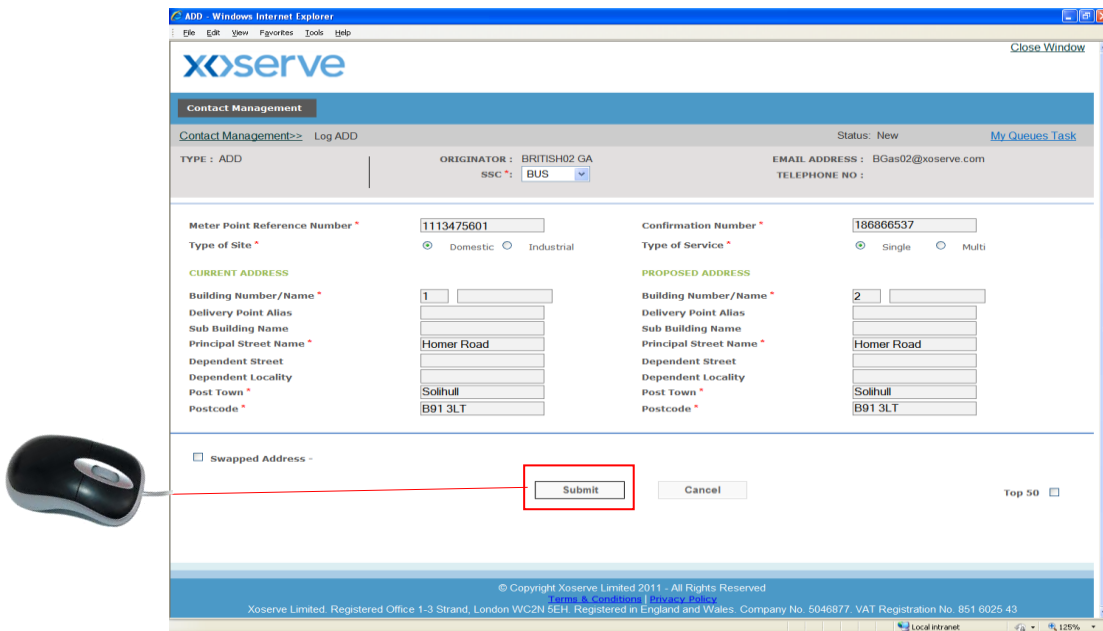 ADD - Windows Internet Explorer
File Edit View Favorites Tools Help
Close Window
xoserve
Contact Management
Contact Management>> Log ADD Status: New My Queues Task
TYPE : ADD ORIGINATOR : BRITISH02 GA EMAIL ADDRESS : BGas02@xoserve.com
SSC *: BUS TELEPHONE NO :
Meter Point Reference Number * 1113475601 Confirmation Number * 186866537
Type of Site * Domestic Industrial Type of Service * Single Multi
CURRENT ADDRESS PROPOSED ADDRESS
Building Number/Name * 1 Building Number/Name * 2
Delivery Point Alias Delivery Point Alias
Sub Building Name Sub Building Name
Principal Street Name * Homer Road Principal Street Name * Homer Road
Dependent Street Dependent Street
Dependent Locality Dependent Locality
Post Town * Solihull Post Town * Solihull
Postcode * B91 3LT Postcode * B91 3LT
Swapped Address -
Submit Cancel Top 50
© Copyright Xoserve Limited 2011 - All Rights Reserved
Terms & Conditions | Privacy Policy
Xoserve Limited. Registered Office 1-3 Strand, London WC2N 5EH. Registered in England and Wales. Company No. 5046877. VAT Registration No. 851 6025 43
Local intranet 125%